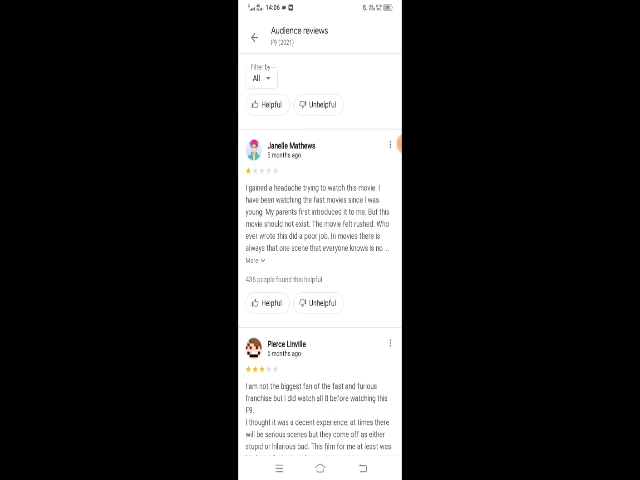 14:06
Audience reviews
F9 (2021)
Filter by
All
Helpful
Unhelpful
Janelle Mathews
5 months ago
I gained a headache trying to watch this movie. I
have been watching the fast movies since I was
young. My parents first introduced it to me. But this
movie should not exist. The movie felt rushed. Who
ever wrote this did a poor job. In movies there is
always that one scene that everyone knows is no ...
More
436 people found this helpful
Helpful
Unhelpful
Pierce Linville
5 months ago
I am not the biggest fan of the fast and furious
franchise but I did watch all 8 before watching this
F9.
I thought it was a decent experience, at times there
will be serious scenes but they come off as either
stupid or hilarious bad. This film for me at least was